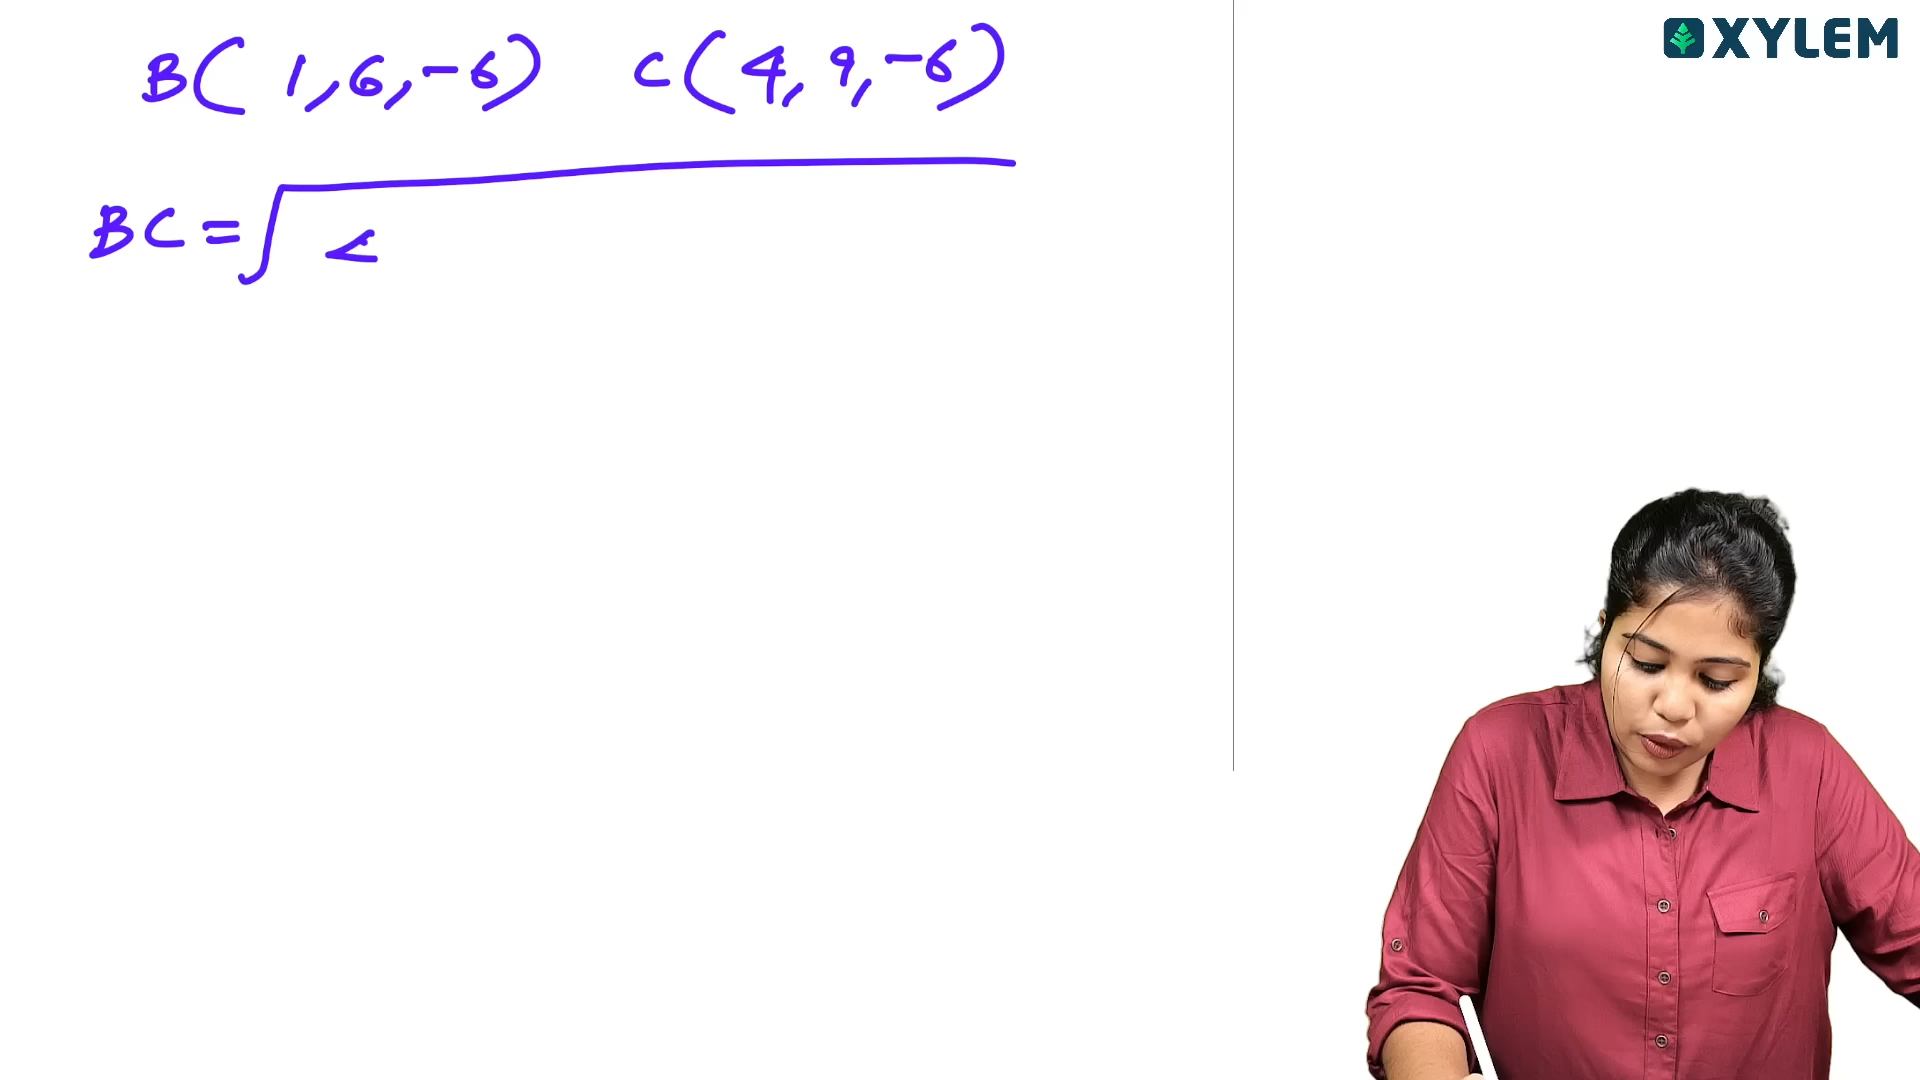 XYLEM
B( 1, 6, -6) C( 4, 9, -6)
BC = √